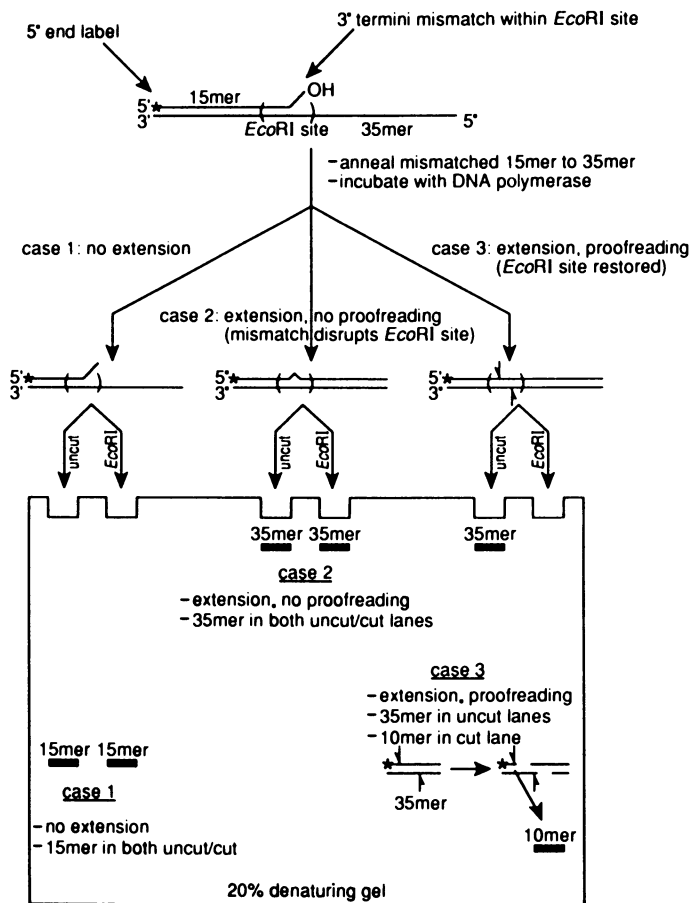 5' end label
3' termini mismatch within EcoRI site
OH
15mer
5'*
3'
EcoRI site
35mer
5'
-anneal mismatched 15mer to 35mer
-incubate with DNA polymerase
case 1: no extension
case 3: extension, proofreading
(EcoRI site restored)
case 2: extension, no proofreading
(mismatch disrupts EcoRI site)
5'*
3'
5'*
3'
5'*
3'
uncut
EcoRI
uncut
EcoRI
uncut
EcoRI
35mer 35mer
35mer
case 2
-extension, no proofreading
-35mer in both uncut/cut lanes
case 3
-extension, proofreading
-35mer in uncut lanes
-10mer in cut lane
15mer 15mer
*
*
35mer
case 1
-no extension
-15mer in both uncut/cut
10mer
20% denaturing gel